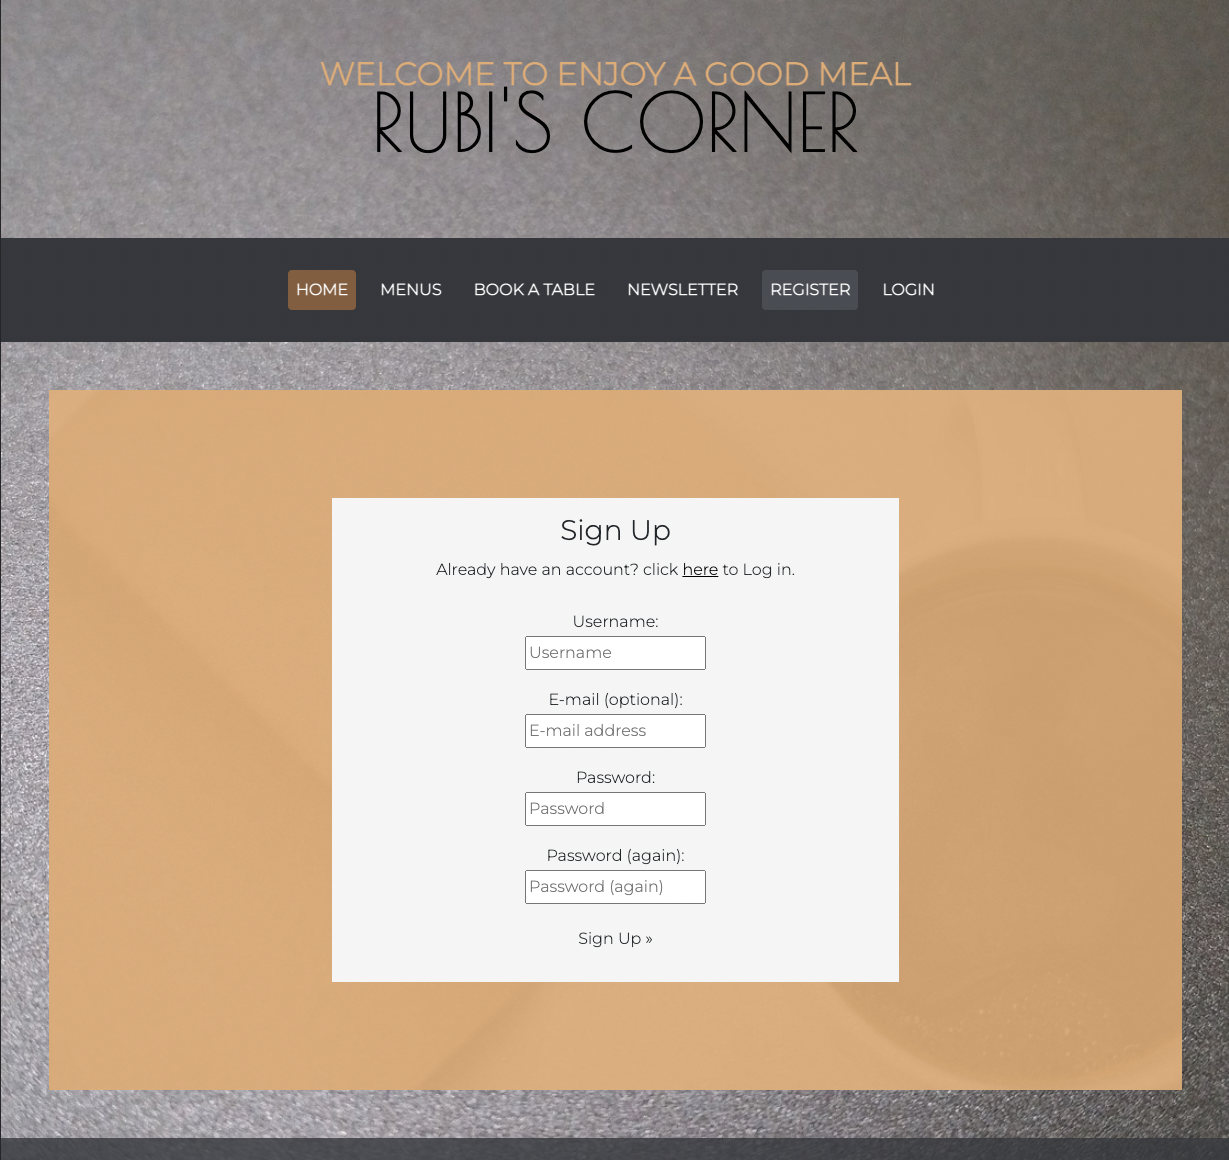 WELCOME TO ENJOY A GOOD MEAL
RUBI'S CORNER
HOME MENUS BOOK A TABLE NEWSLETTER REGISTER LOGIN
Sign Up
Already have an account? click here to Log in.
Username:
Username
E-mail (optional):
E-mail address
Password:
Password
Password (again):
Password (again)
Sign Up »